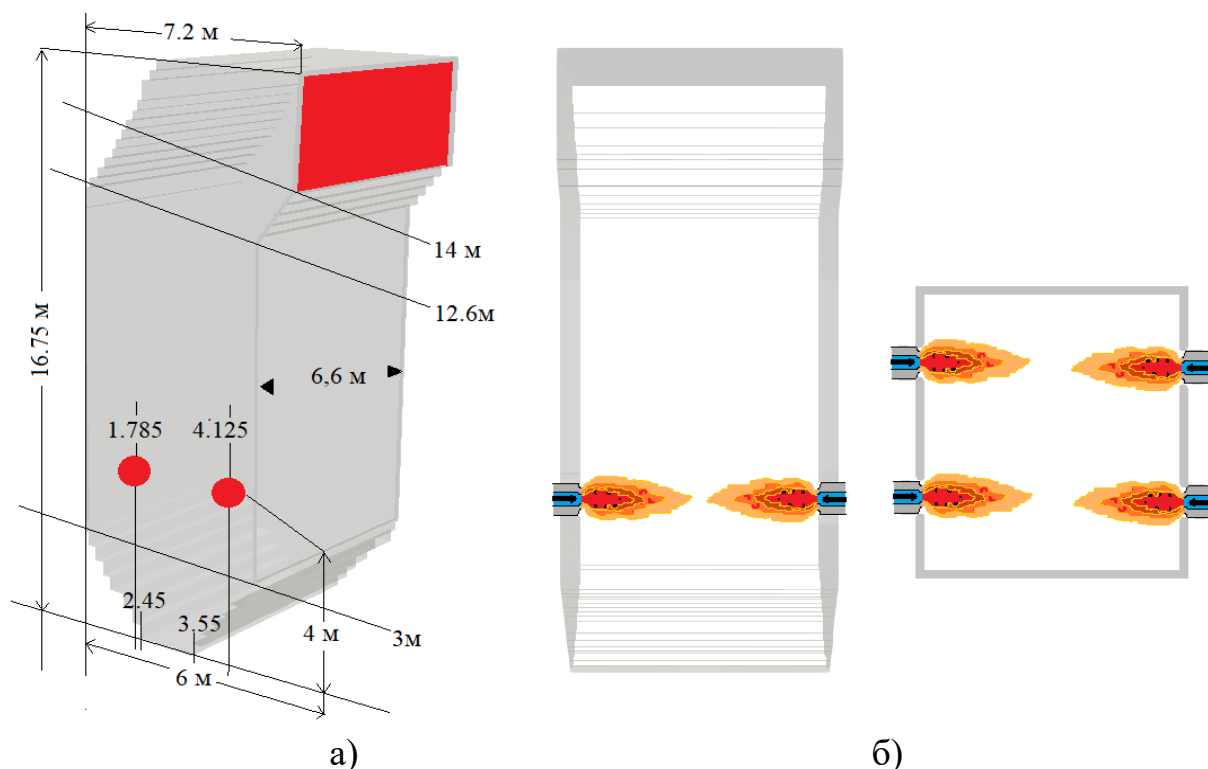 7.2 м
14 м
12.6м
16.75 м
6,6 м
1.785
4.125
2.45
3.55
4 м
3м
6 м
а)
б)